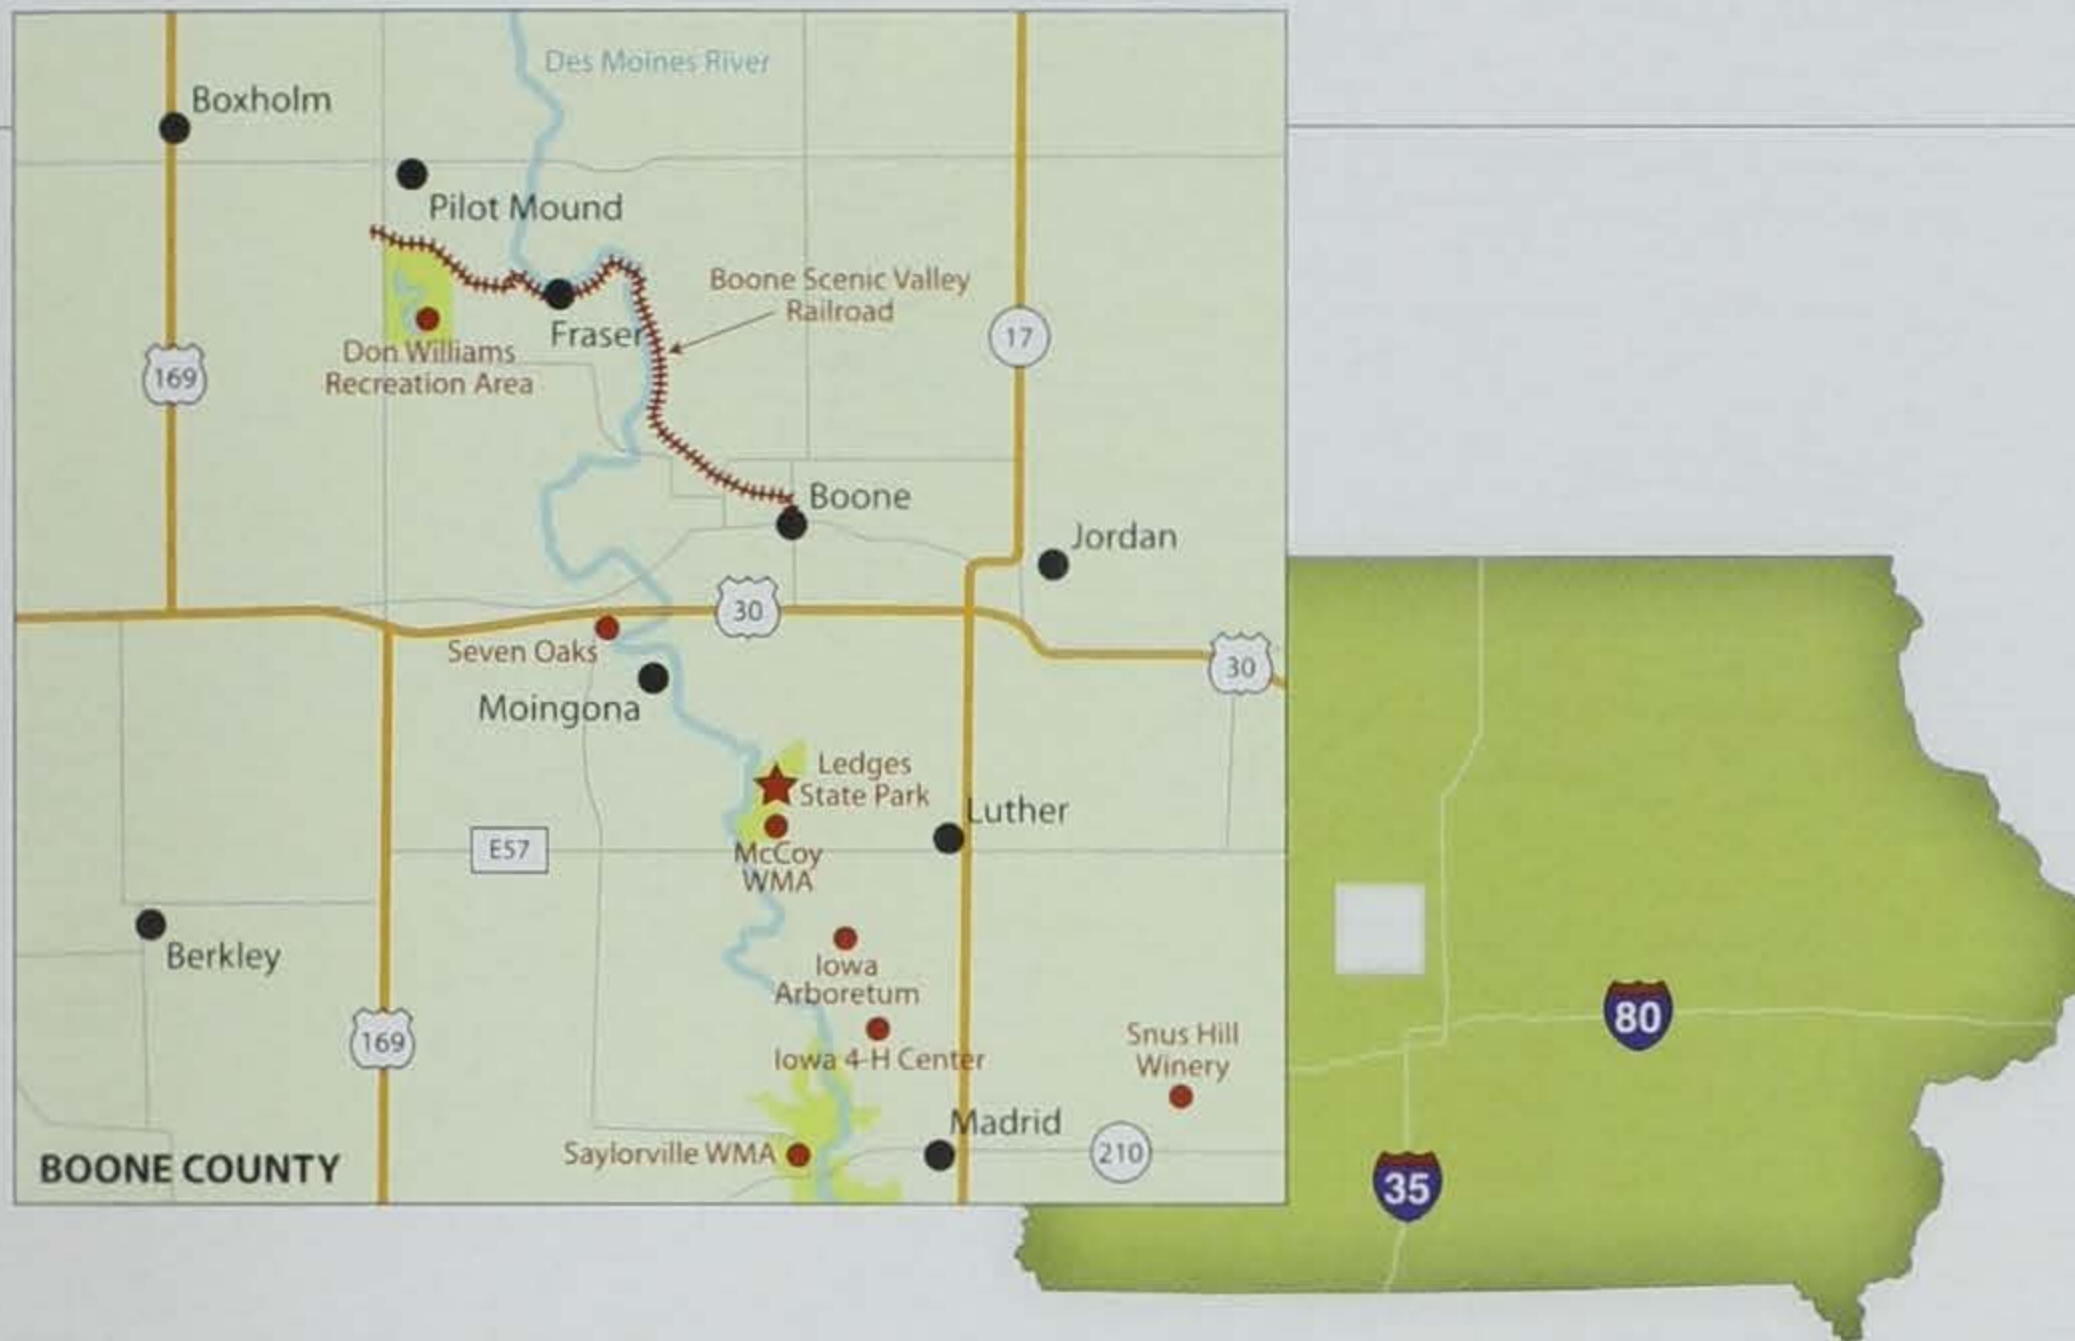 Des Moines River
Boxholm
Pilot Mound
Boone Scenic Valley
Railroad
Fraser
17
Don Williams
Recreation Area
169
Boone
Jordan
30
Seven Oaks
30
Moingona
Ledges
State Park
Luther
E57
McCoy
WMA
Berkley
Iowa
Arboretum
80
Snus Hill
Winery
169
Iowa 4-H Center
Madrid
Saylorville WMA
210
BOONE COUNTY
35